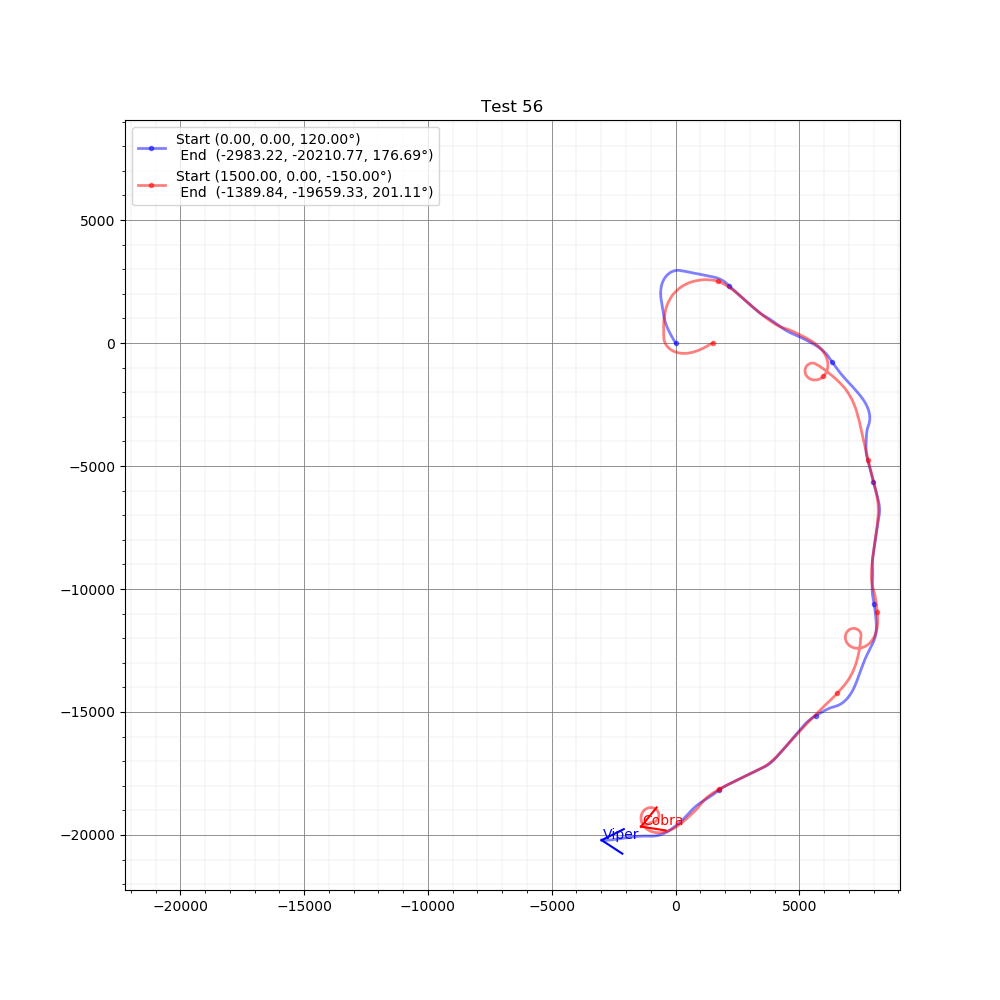 Test 56
Start (0.00, 0.00, 120.00°)
End  (-2983.22, -20210.77, 176.69°)
Start (1500.00, 0.00, -150.00°)
End  (-1389.84, -19659.33, 201.11°)
5000
0
−5000
−10000
−15000
−20000
Cobra
Viper
−20000 −15000 −10000 −5000 0 5000